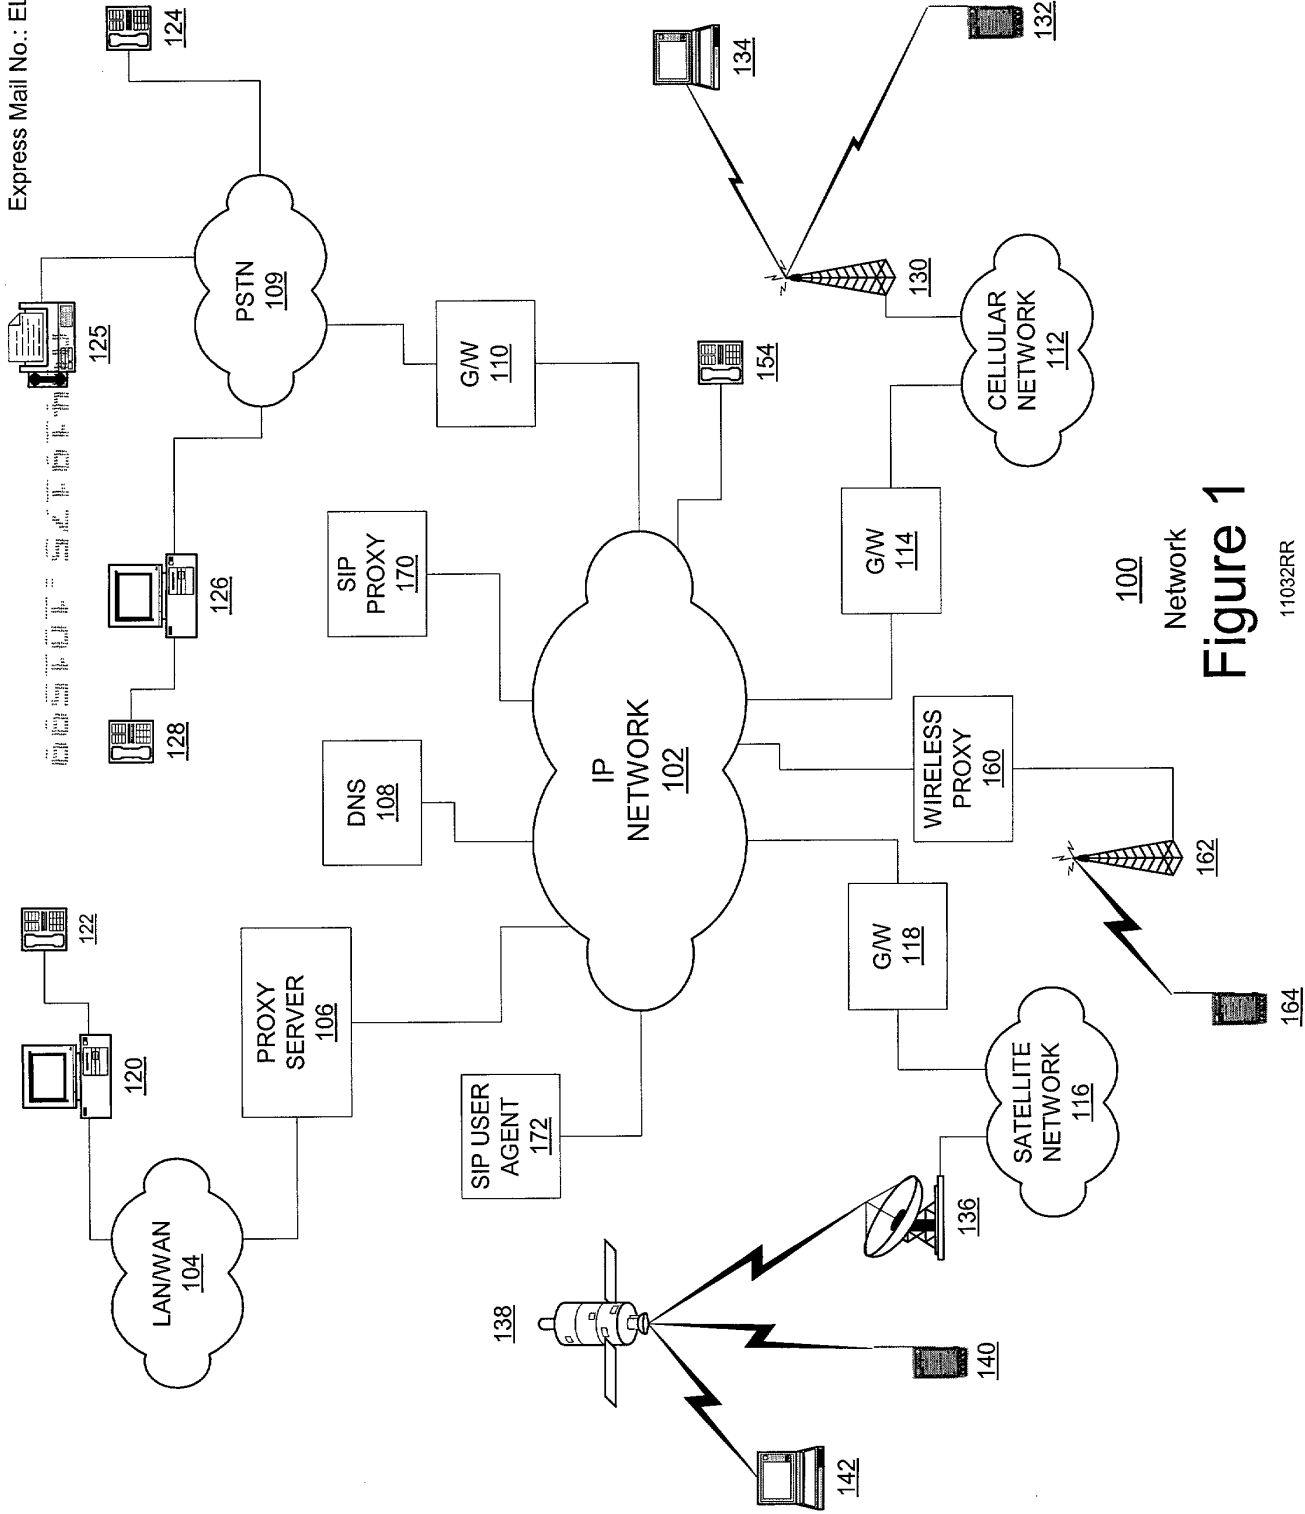 Express Mail No.: EL
122
125
120
124
LAN/WAN
104
128
126
PSTN
109
PROXY
SERVER
106
DNS
108
SIP
PROXY
170
G/W
110
138
SIP USER
AGENT
172
IP
NETWORK
102
134
154
142
136
G/W
118
G/W
114
130
140
WIRELESS
PROXY
160
CELLULAR
NETWORK
112
132
SATELLITE
NETWORK
116
162
164
100
Network
Figure 1
11032RR